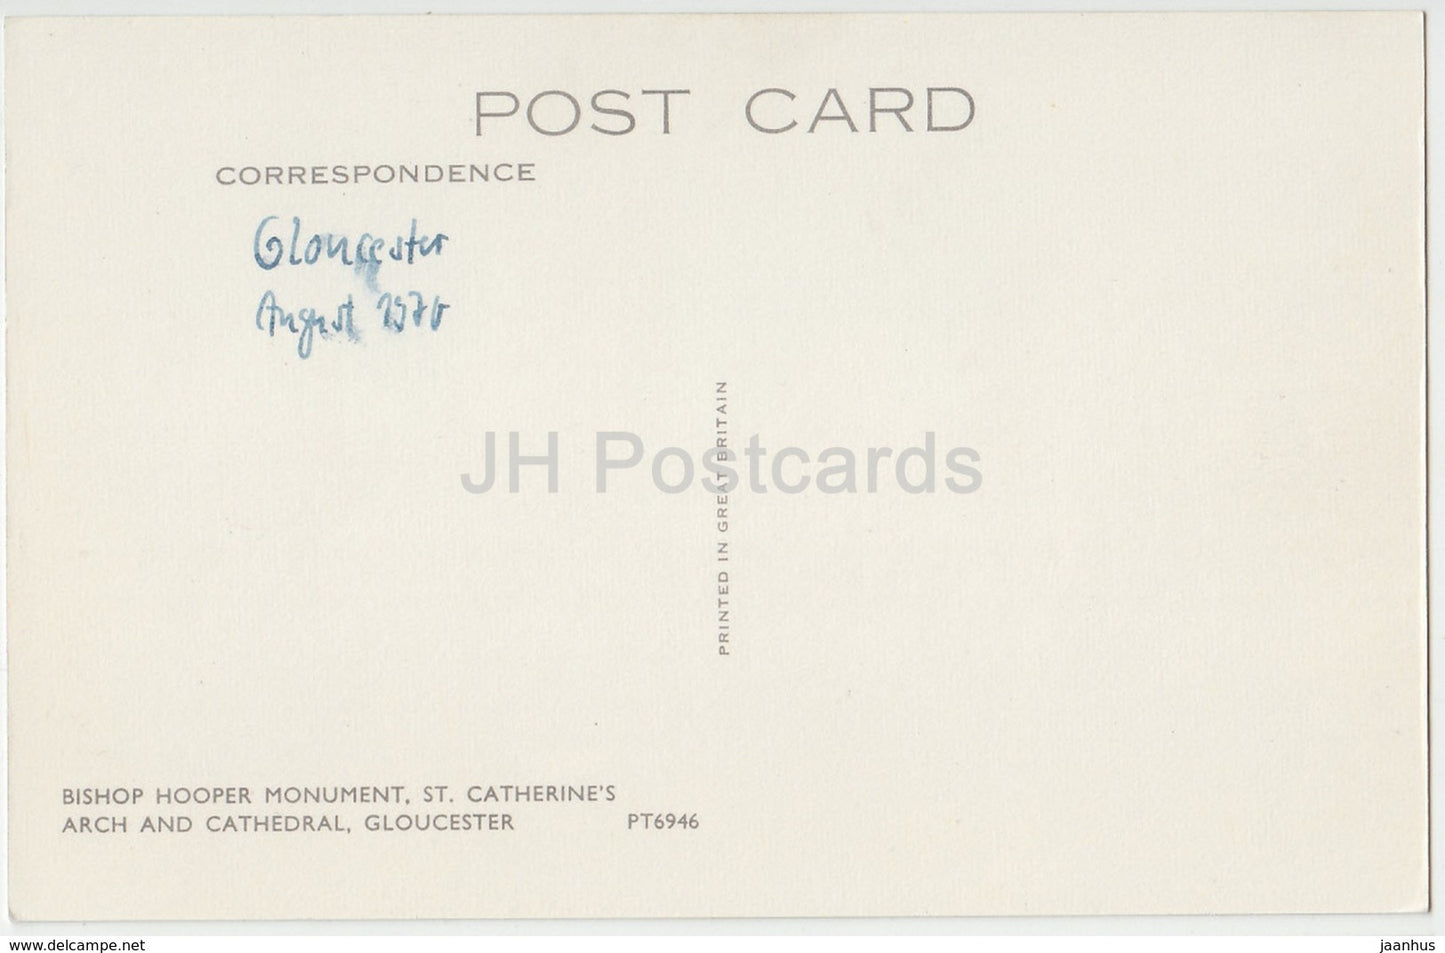 POST CARD
CORRESPONDENCE
Gloucester
August 1970
JH Postcards
PRINTED IN GREAT BRITAIN
BISHOP HOOPER MONUMENT, ST. CATHERINE'S
ARCH AND CATHEDRAL, GLOUCESTER PT6946
www.delcampe.net
jaanhus